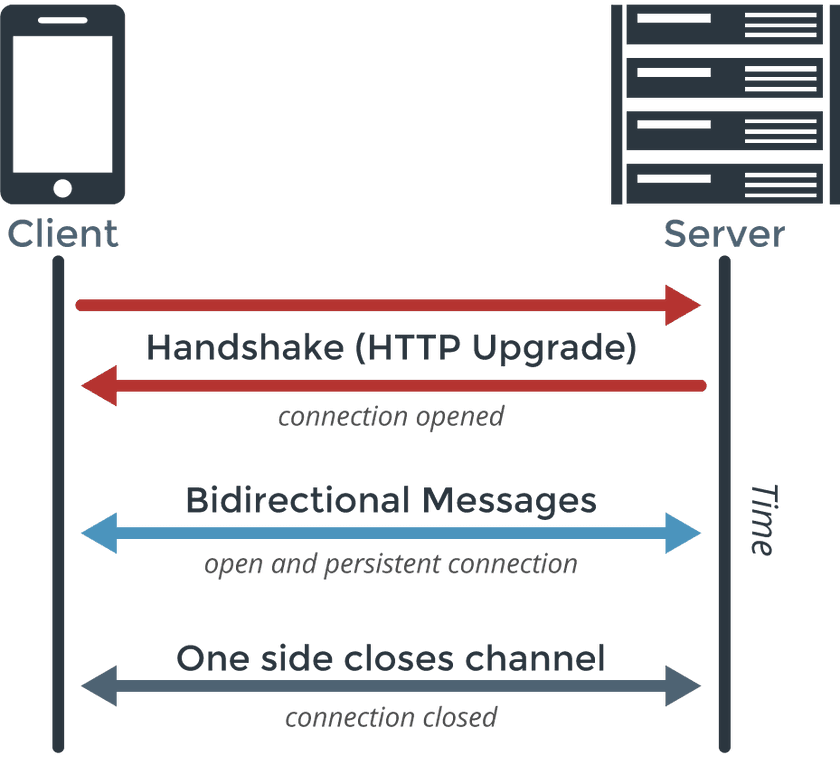 Client
Server
Handshake (HTTP Upgrade)
connection opened
Bidirectional Messages
open and persistent connection
Time
One side closes channel
connection closed